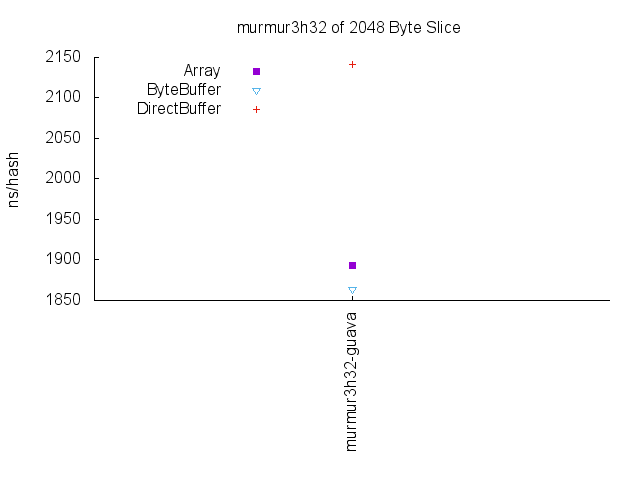 murmur3h32 of 2048 Byte Slice
2150
2100
2050
2000
1950
1900
1850
ns/hash
Array
ByteBuffer
DirectBuffer
murmur3h32-guava